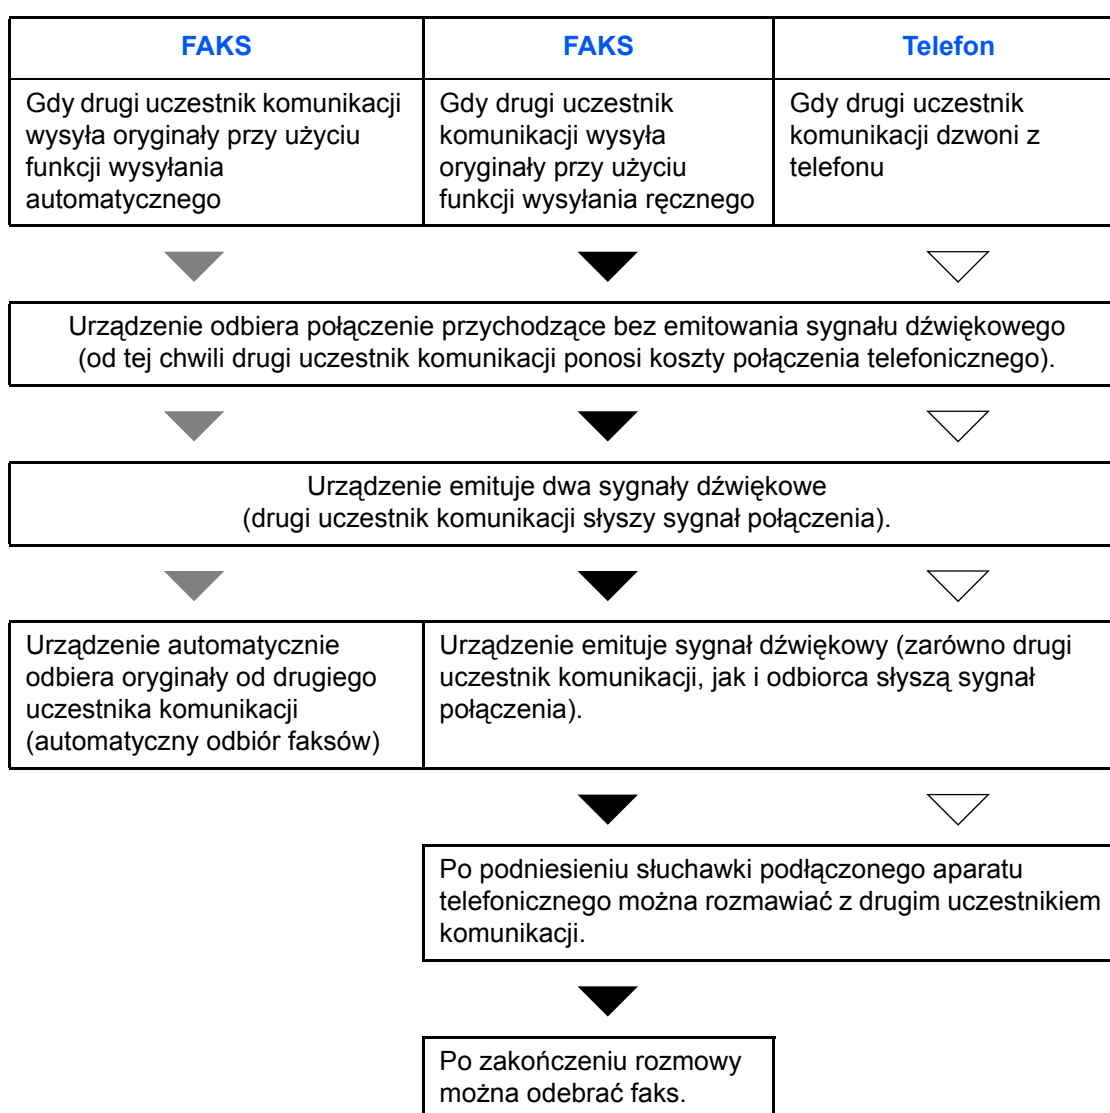 FAKS
FAKS
Telefon
Gdy drugi uczestnik komunikacji
wysyła oryginały przy użyciu
funkcji wysyłania
automatycznego
Gdy drugi uczestnik
komunikacji wysyła
oryginały przy użyciu
funkcji wysyłania ręcznego
Gdy drugi uczestnik
komunikacji dzwoni z
telefonu
Urządzenie odbiera połączenie przychodzące bez emitowania sygnału dźwiękowego
(od tej chwili drugi uczestnik komunikacji ponosi koszty połączenia telefonicznego).
Urządzenie emituje dwa sygnały dźwiękowe
(drugi uczestnik komunikacji słyszy sygnał połączenia).
Urządzenie automatycznie
odbiera oryginały od drugiego
uczestnika komunikacji
(automatyczny odbiór faksów)
Urządzenie emituje sygnał dźwiękowy (zarówno drugi
uczestnik komunikacji, jak i odbiorca słyszą sygnał
połączenia).
Po podniesieniu słuchawki podłączonego aparatu
telefonicznego można rozmawiać z drugim uczestnikiem
komunikacji.
Po zakończeniu rozmowy
można odebrać faks.